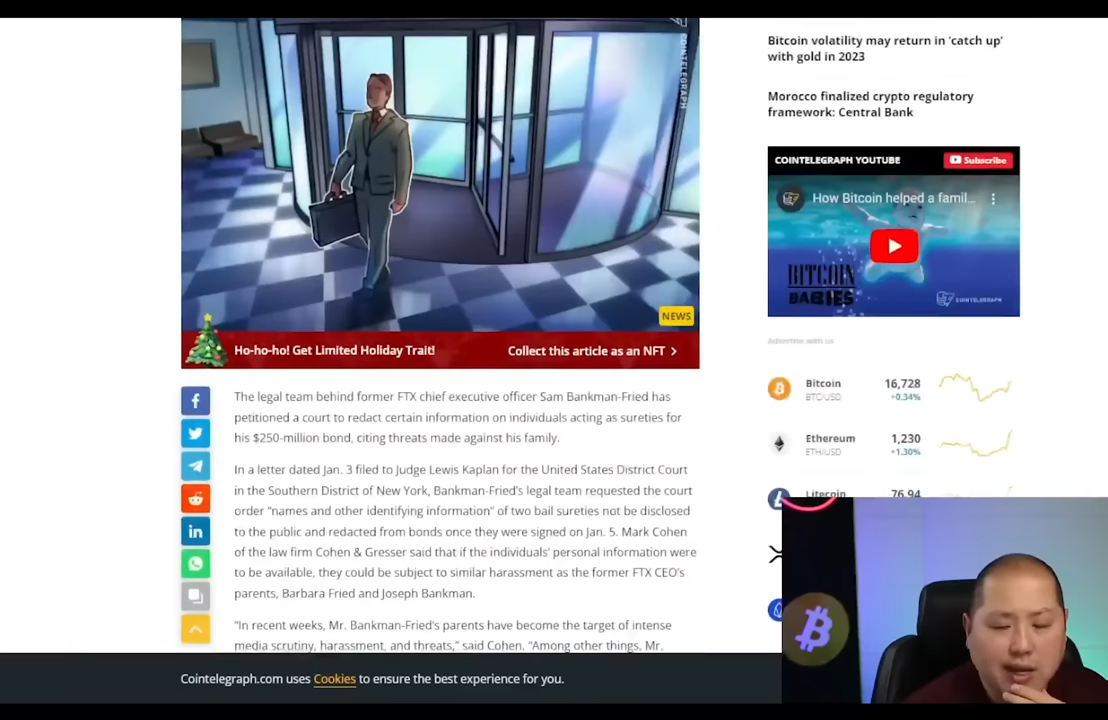 COINTELEGRAPH
NEWS
Ho-ho-ho! Get Limited Holiday Trait!
Collect this article as an NFT >
The legal team behind former FTX chief executive officer Sam Bankman-Fried has
petitioned a court to redact certain information on individuals acting as sureties for
his $250-million bond, citing threats made against his family.
In a letter dated Jan. 3 filed to Judge Lewis Kaplan for the United States District Court
in the Southern District of New York, Bankman-Fried's legal team requested the court
order "names and other identifying information" of two bail sureties not be disclosed
to the public and redacted from bonds once they were signed on Jan. 5. Mark Cohen
of the law firm Cohen & Gresser said that if the individuals' personal information were
to be available, they could be subject to similar harassment as the former FTX CEO's
parents, Barbara Fried and Joseph Bankman.
"In recent weeks, Mr. Bankman-Fried's parents have become the target of intense
media scrutiny, harassment, and threats," said Cohen. "Among other things, Mr.
Cointelegraph.com uses Cookies to ensure the best experience for you.
Bitcoin volatility may return in 'catch up'
with gold in 2023
Morocco finalized crypto regulatory
framework: Central Bank
COINTELEGRAPH YOUTUBE
Subscribe
How Bitcoin helped a famil...
BITCOIN
BABIES
COINTELEGRAPH
Advertise with us
Bitcoin 16,728
BTC/USD +0.34%
Ethereum 1,230
ETH/USD +1.30%
Litecoin 76.94